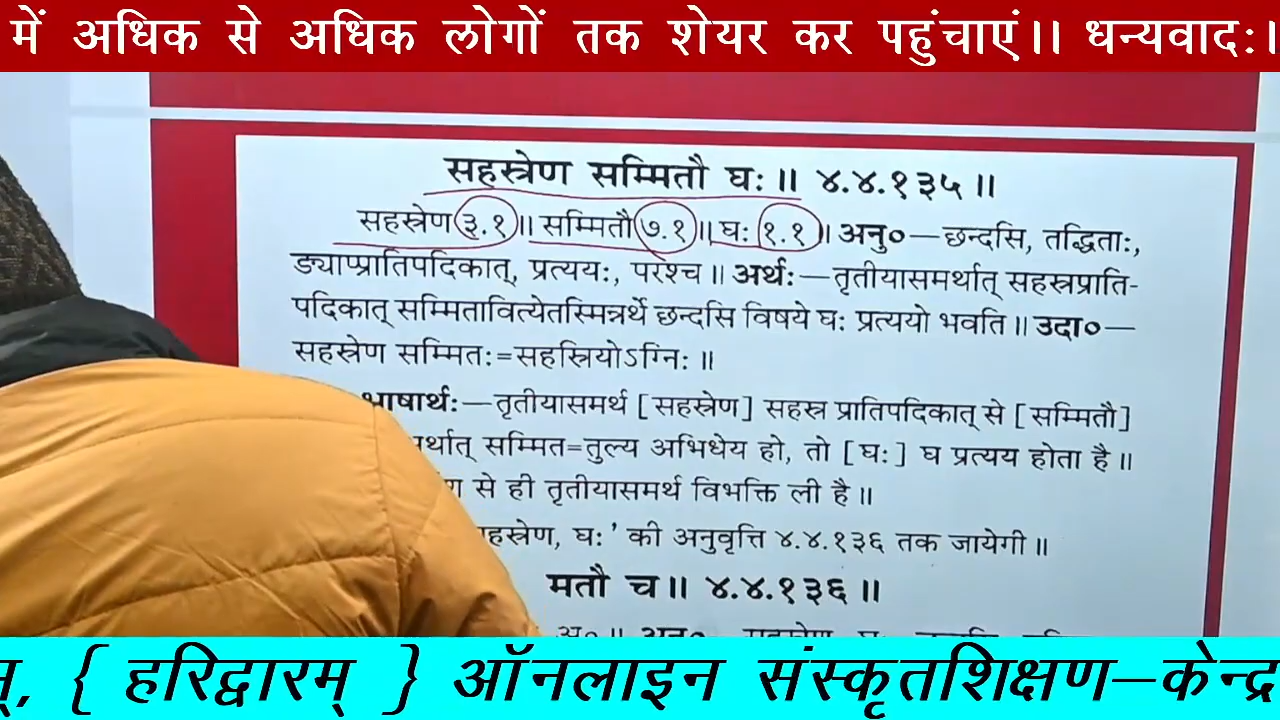 में अधिक से अधिक लोगों तक शेयर कर पहुंचाएं।। धन्यवादः।
सहस्त्रेण सम्मितौ घः॥ ४.४.१३५॥
सहस्त्रेण ३.१॥ सम्मितौ ७.१॥ घः १.१॥ अनु०—छन्दसि, तद्धिताः,
ङ्याप्प्रातिपदिकात्, प्रत्ययः, परश्च॥ अर्थः—तृतीयासमर्थात् सहस्त्रप्राति-
पदिकात् सम्मितावित्येतस्मिन्नर्थे छन्दसि विषये घः प्रत्ययो भवति॥ उदा०—
सहस्त्रेण सम्मितः=सहस्त्रियोऽग्निः॥
भाषार्थः—तृतीयासमर्थ [सहस्त्रेण] सहस्त्र प्रातिपदिकात् से [सम्मितौ]
र्थात् सम्मित=तुल्य अभिधेय हो, तो [घः] घ प्रत्यय होता है॥
से ही तृतीयासमर्थ विभक्ति ली है॥
हस्त्रेण, घः' की अनुवृत्ति ४.४.१३६ तक जायेगी॥
मतौ च॥ ४.४.१३६॥
{ हरिद्वारम् } ऑनलाइन संस्कृतशिक्षण–केन्द्र